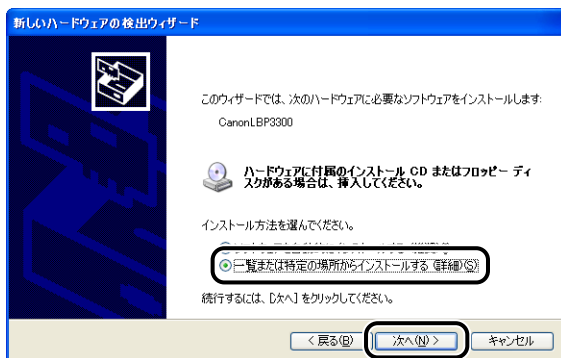 新しいハードウェアの検出ウィザード
このウィザードでは、次のハードウェアに必要なソフトウェアをインストールします:
CanonLBP3300
ハードウェアに付属のインストール CD またはフロッピー ディ
スクがある場合は、挿入してください。
インストール方法を選んでください。
一覧または特定の場所からインストールする (詳細)(S)
続行するには、[次へ] をクリックしてください。
< 戻る(B)
次へ(N) >
キャンセル